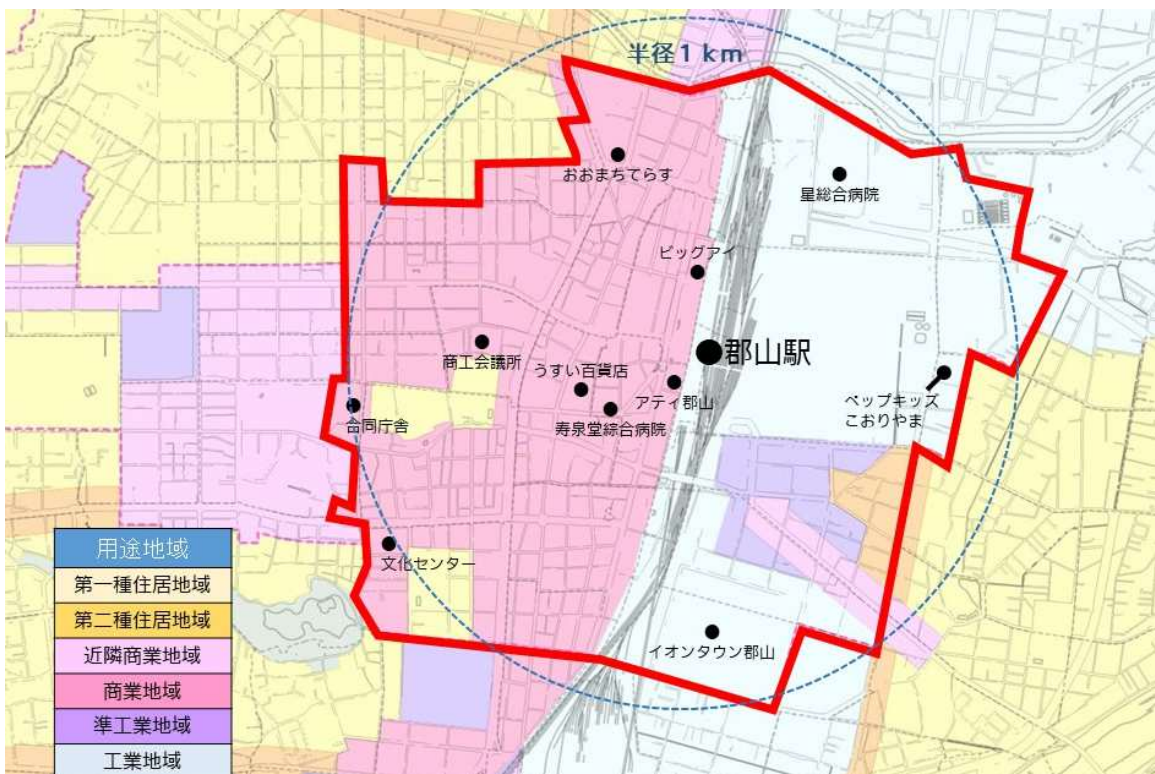 半径1km
おおまちてらす
星総合病院
ビッグアイ
郡山駅
商工会議所
うすい百貨店
アティ郡山
ペップキッズ
こおりやま
合同庁舎
寿泉堂綜合病院
文化センター
イオンタウン郡山
用途地域
第一種住居地域
第二種住居地域
近隣商業地域
商業地域
準工業地域
工業地域